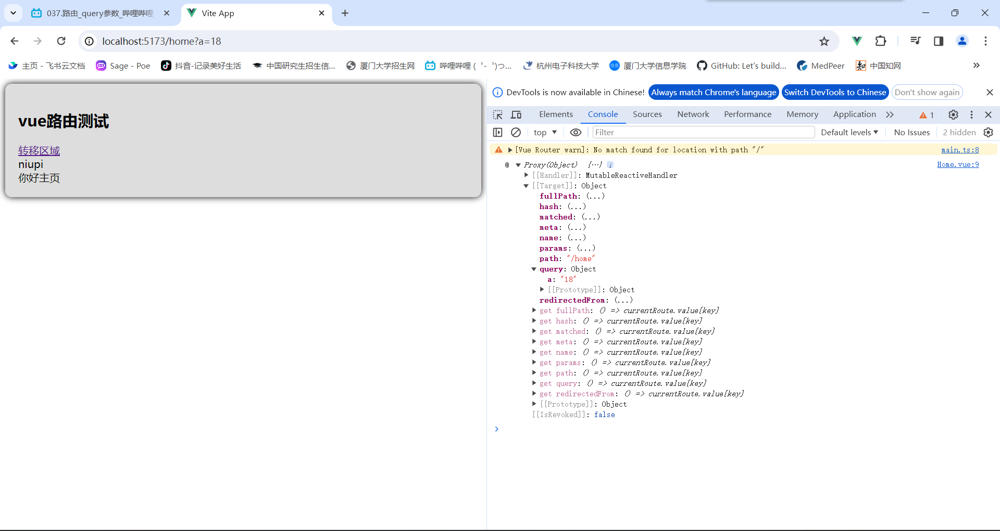 037.路由_query参数_哔哩哔哩_
Vite App
localhost:5173/home?a=18
主页 - 飞书云文档
Sage - Poe
抖音-记录美好生活
中国研究生招生信...
厦门大学招生网
哔哩哔哩 ( ゜- ゜)つ...
杭州电子科技大学
信息
厦门大学信息学院
GitHub: Let's build...
MedPeer
知
中国知网
vue路由测试
转移区域
niupi
你好主页
DevTools is now available in Chinese! Always match Chrome's language Switch DevTools to Chinese Don't show again
Elements Console Sources Network Performance Memory Application 1
top Filter Default levels No Issues 2 hidden
[Vue Router warn]: No match found for location with path "/" main.ts:8
@ Proxy(Object) {…} i Home.vue:9
[[Handler]]: MutableReactiveHandler
[[Target]]: Object
fullPath: (...)
hash: (...)
matched: (...)
meta: (...)
name: (...)
params: (...)
path: "/home"
query: Object
a: "18"
[[Prototype]]: Object
redirectedFrom: (...)
get fullPath: () => currentRoute.value[key]
get hash: () => currentRoute.value[key]
get matched: () => currentRoute.value[key]
get meta: () => currentRoute.value[key]
get name: () => currentRoute.value[key]
get params: () => currentRoute.value[key]
get path: () => currentRoute.value[key]
get query: () => currentRoute.value[key]
get redirectedFrom: () => currentRoute.value[key]
[[Prototype]]: Object
[[IsRevoked]]: false